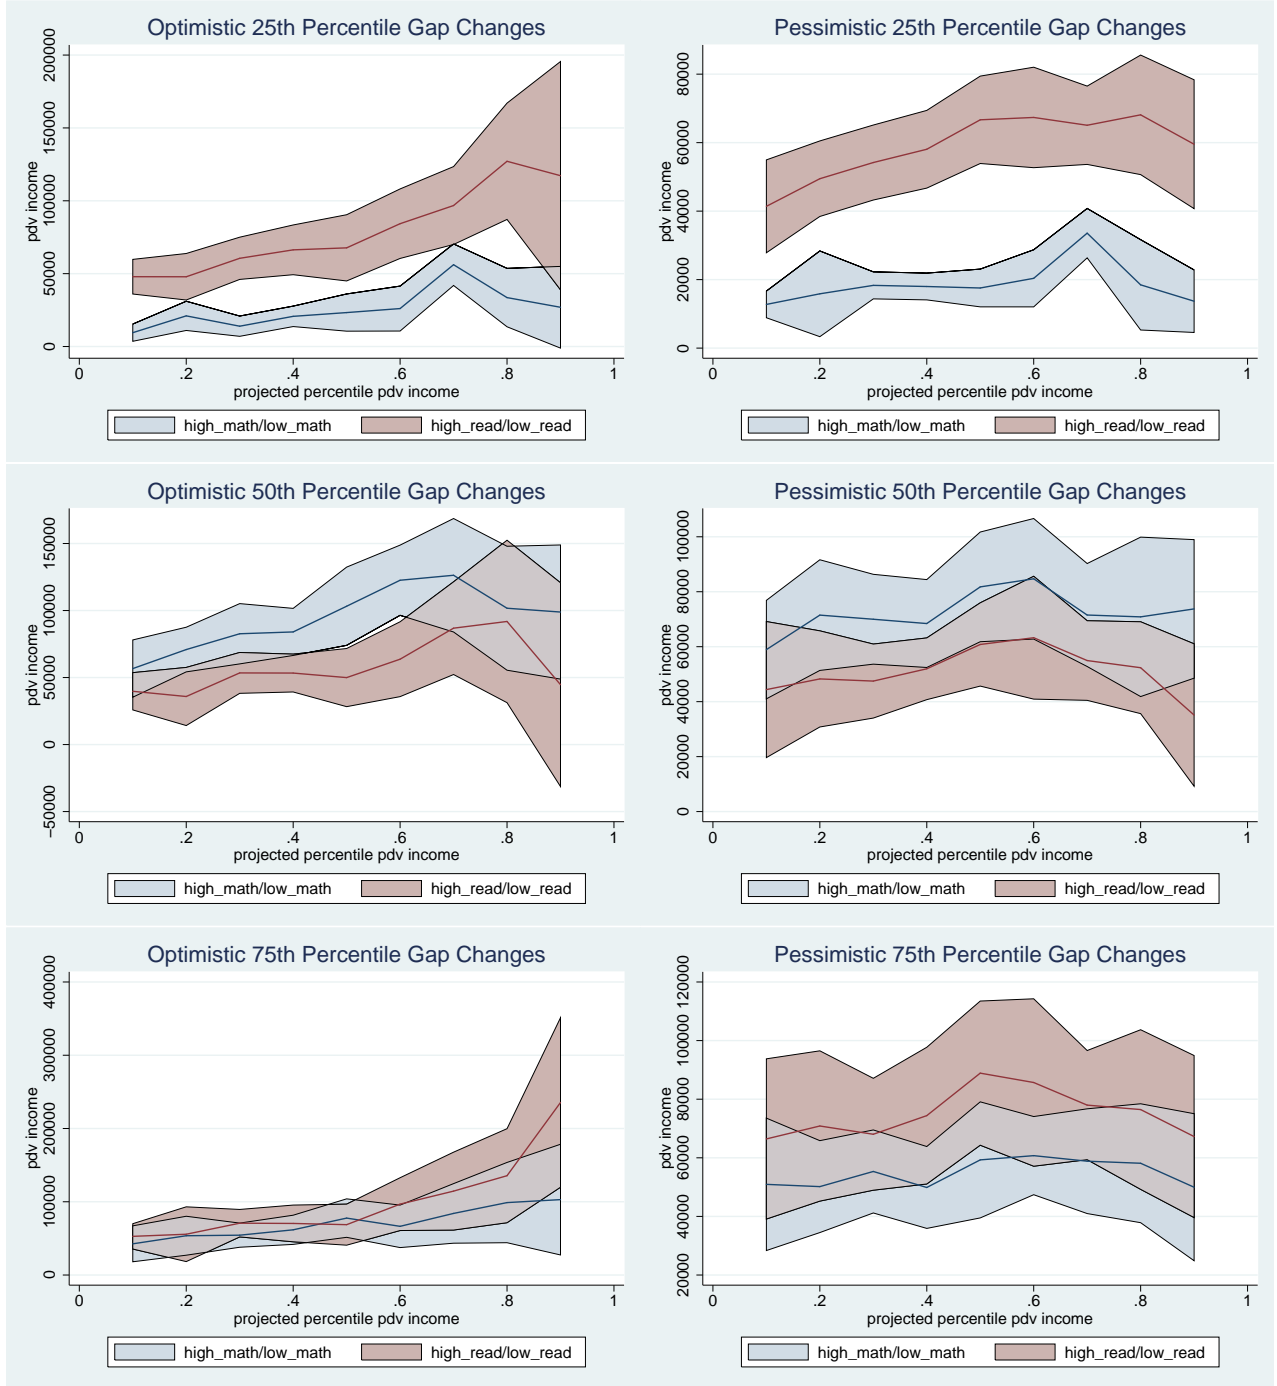 Optimistic 25th Percentile Gap Changes
pdv income
200000
150000
100000
50000
0
0 .2 .4 .6 .8 1
projected percentile pdv income
high_math/low_math high_read/low_read
Pessimistic 25th Percentile Gap Changes
pdv income
80000
60000
40000
20000
0
0 .2 .4 .6 .8 1
projected percentile pdv income
high_math/low_math high_read/low_read
Optimistic 50th Percentile Gap Changes
pdv income
150000
100000
50000
0
−50000
0 .2 .4 .6 .8 1
projected percentile pdv income
high_math/low_math high_read/low_read
Pessimistic 50th Percentile Gap Changes
pdv income
100000
80000
60000
40000
20000
0
0 .2 .4 .6 .8 1
projected percentile pdv income
high_math/low_math high_read/low_read
Optimistic 75th Percentile Gap Changes
pdv income
400000
300000
200000
100000
0
0 .2 .4 .6 .8 1
projected percentile pdv income
high_math/low_math high_read/low_read
Pessimistic 75th Percentile Gap Changes
pdv income
120000
100000
80000
60000
40000
20000
0 .2 .4 .6 .8 1
projected percentile pdv income
high_math/low_math high_read/low_read